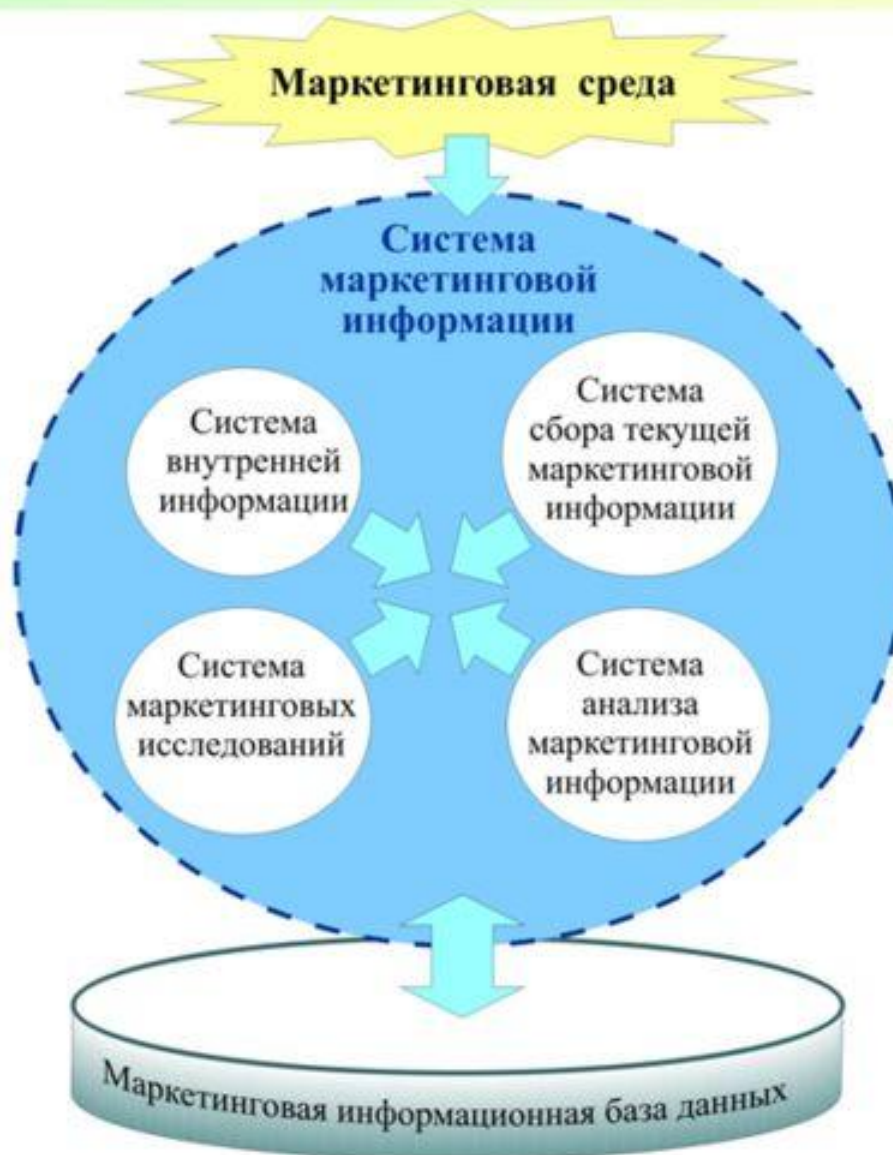 Маркетинговая среда
Система
маркетинговой
информации
Система
внутренней
информации
Система
сбора текущей
маркетинговой
информации
Система
маркетинговых
исследований
Система
анализа
маркетинговой
информации
Маркетинговая информационная база данных